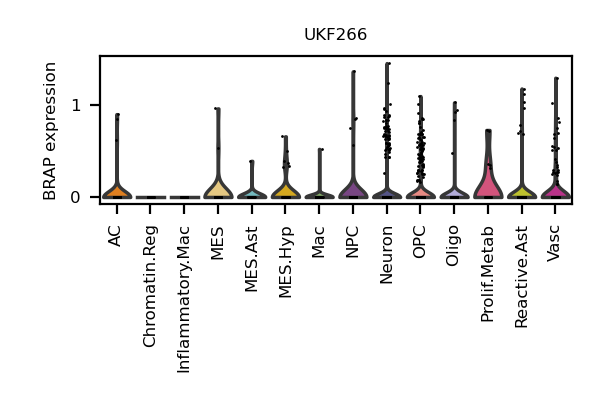 UKF266
BRAP expression
1
0
AC
Chromatin.Reg
Inflammatory.Mac
MES
MES.Ast
MES.Hyp
Mac
NPC
Neuron
OPC
Oligo
Prolif.Metab
Reactive.Ast
Vasc